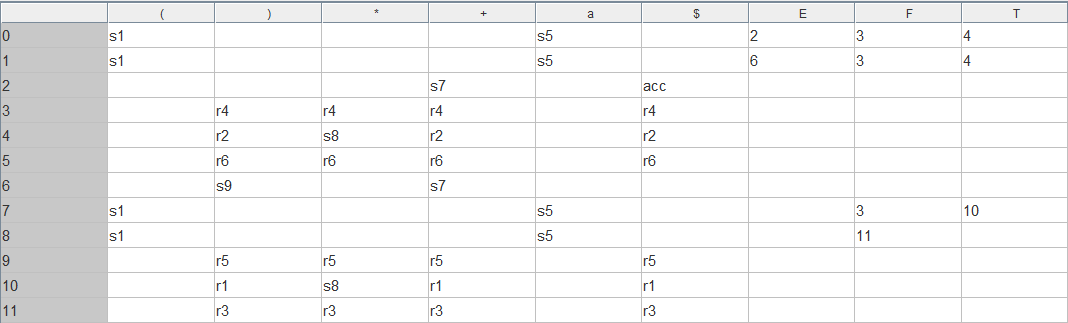 ( ) * + a $ E F T
0 s1 s5 2 3 4
1 s1 s5 6 3 4
2 s7 acc
3 r4 r4 r4 r4
4 r2 s8 r2 r2
5 r6 r6 r6 r6
6 s9 s7
7 s1 s5 3 10
8 s1 s5 11
9 r5 r5 r5 r5
10 r1 s8 r1 r1
11 r3 r3 r3 r3